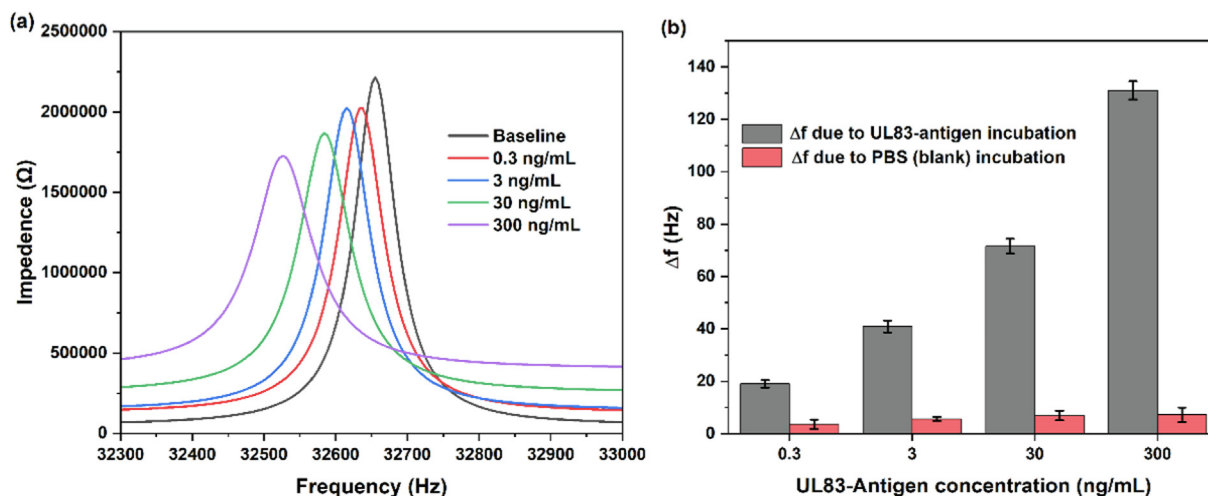 (a)
2500000
2000000
1500000
1000000
500000
0
Impedence (Ω)
Baseline
0.3 ng/mL
3 ng/mL
30 ng/mL
300 ng/mL
32300 32400 32500 32600 32700 32800 32900 33000
Frequency (Hz)
(b)
140
120
100
80
60
40
20
0
Δf (Hz)
Δf due to UL83-antigen incubation
Δf due to PBS (blank) incubation
0.3 3 30 300
UL83-Antigen concentration (ng/mL)